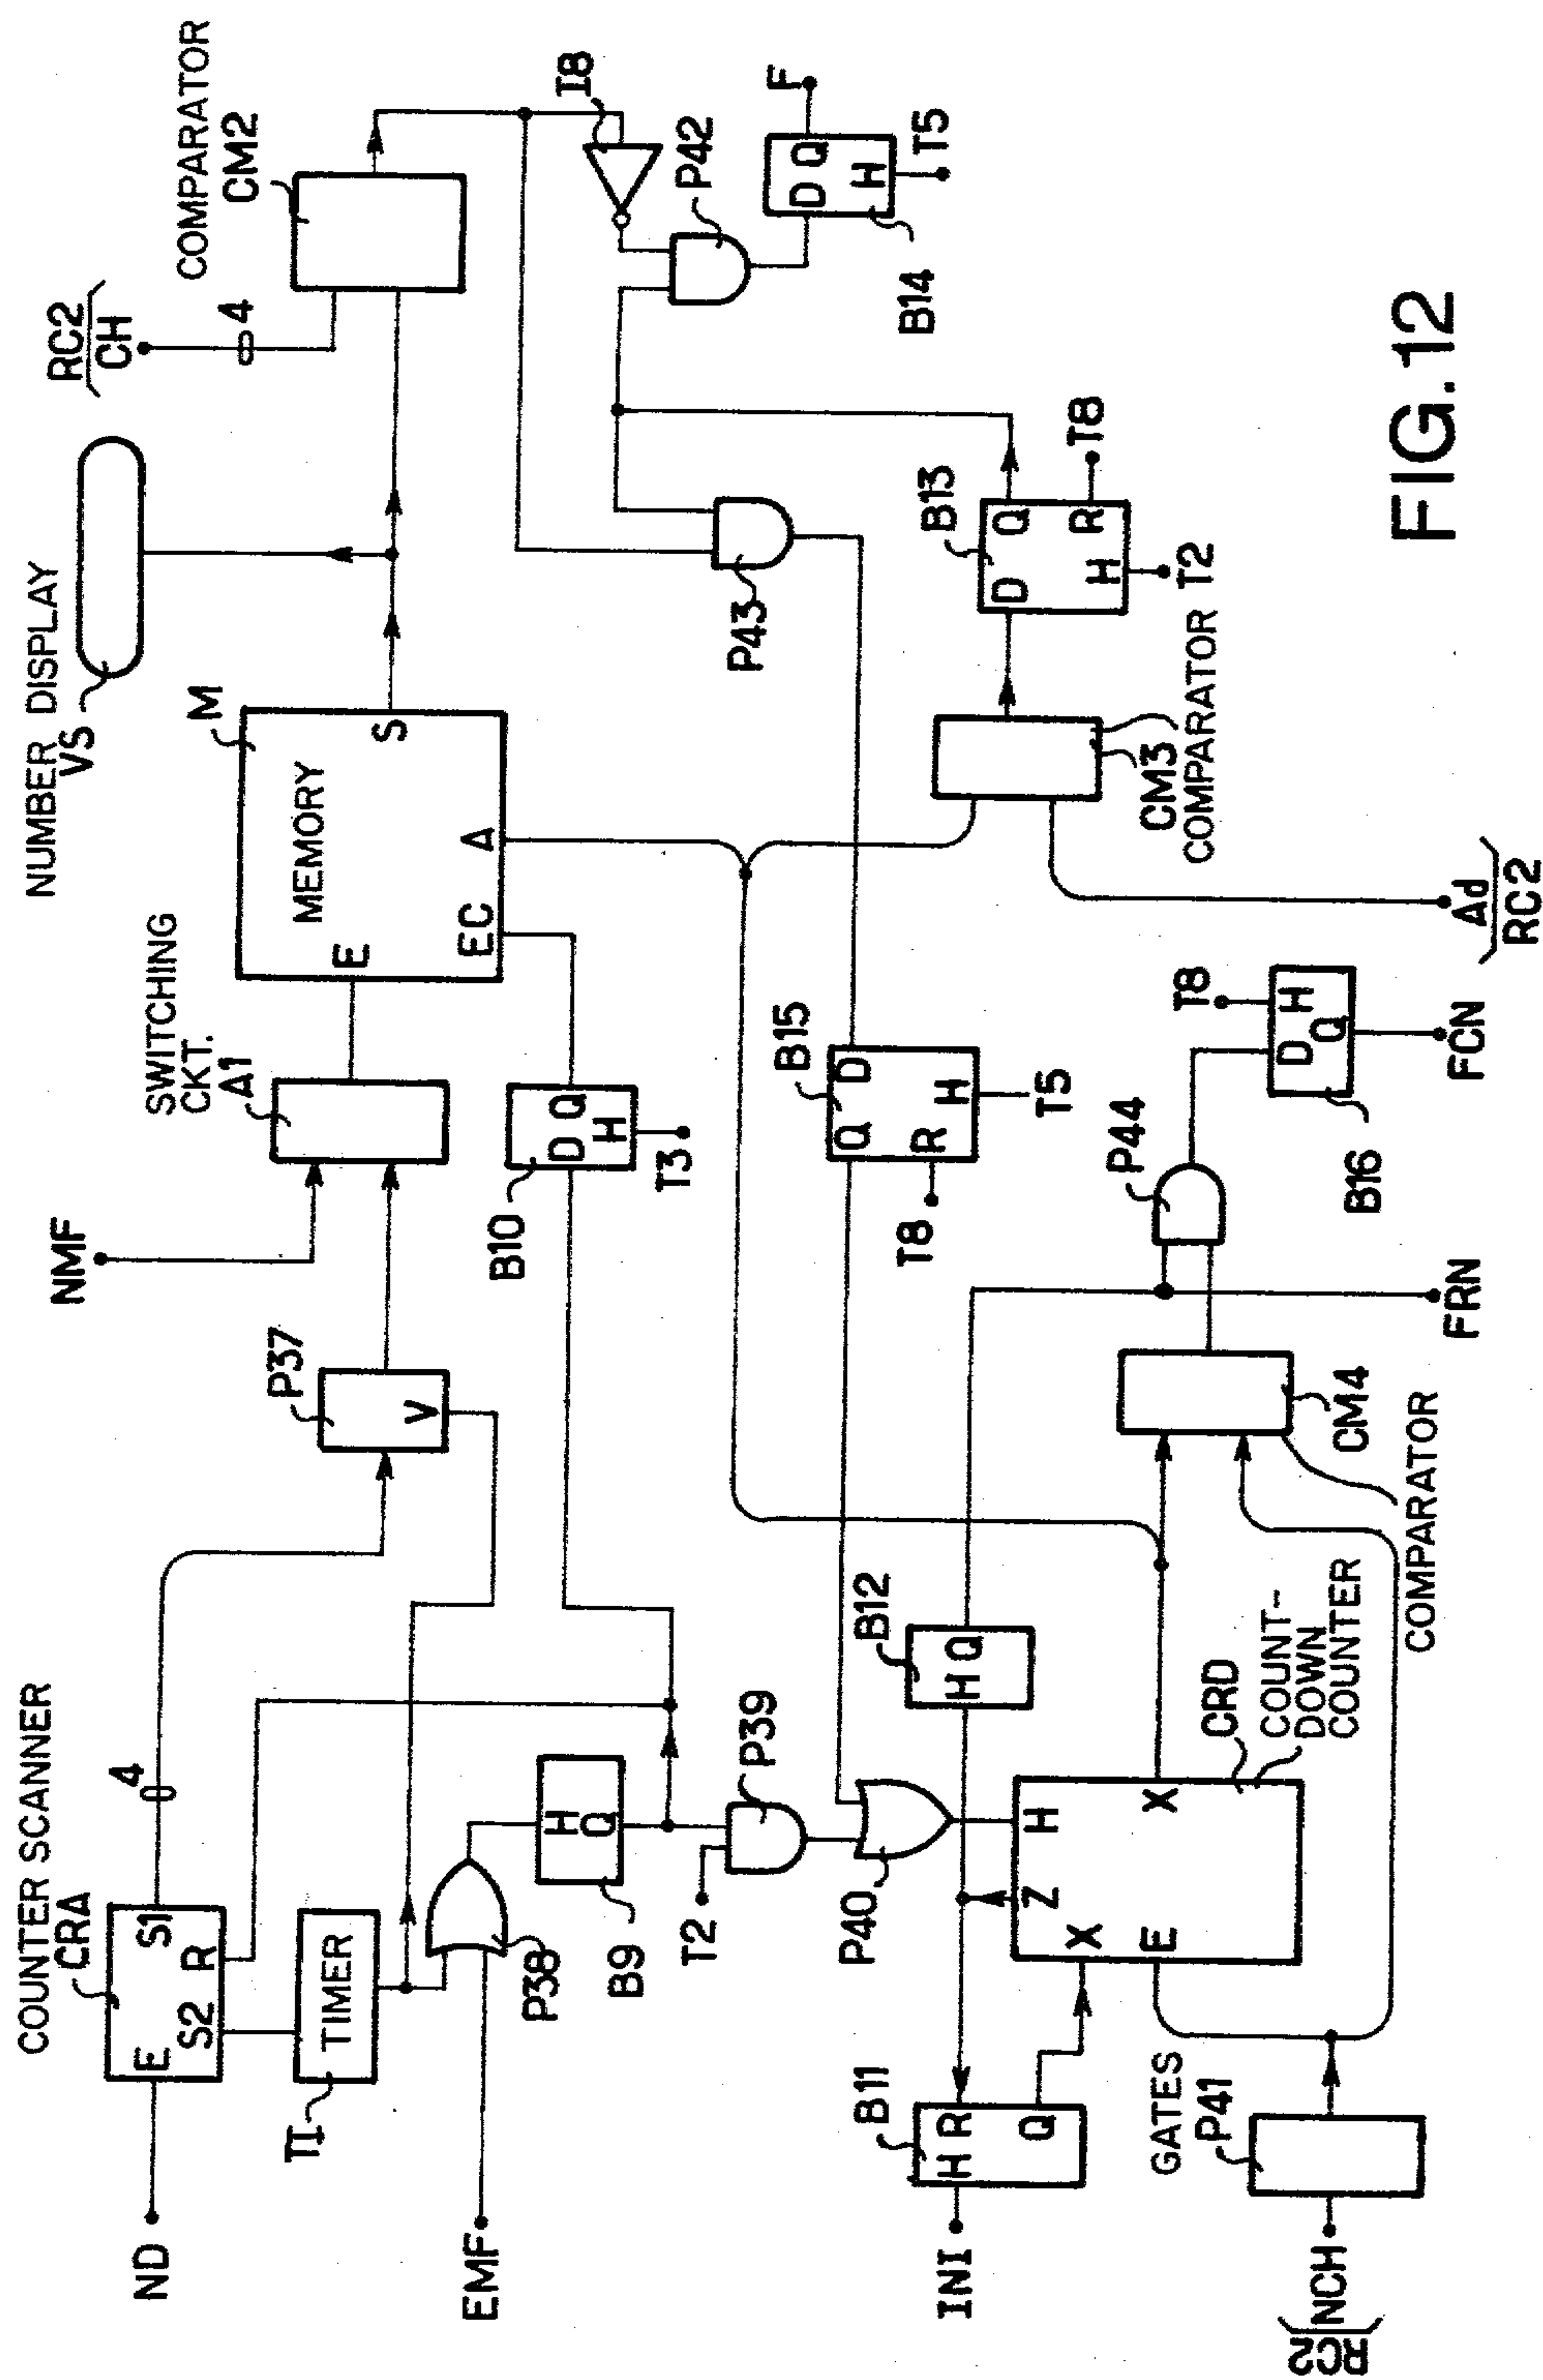 COUNTER SCANNER
CRA
E
S1
S2
R
ND
4
TIMER
TI
EMF
P38
H
Q
B9
T2
P39
P40
P37
V
NMF
SWITCHING
CKT.
A1
B10
D Q
H
T3
MEMORY
M
E
EC
A
S
NUMBER DISPLAY
VS
RC2
CH
4
COMPARATOR
CM2
I8
P42
D Q
H
B14
F
T5
P43
B13
D
Q
H
R
T8
T2
CM3
COMPARATOR
Ad
RC2
B15
Q D
R H
T8
T5
B12
H Q
INI
B11
H R
Q
Z
H
X
X
E
CRD
COUNT-
DOWN
COUNTER
GATES
P41
NCH
RC2
CM4
COMPARATOR
FRN
P44
T8
D H
Q
B16
FCN
FIG.12